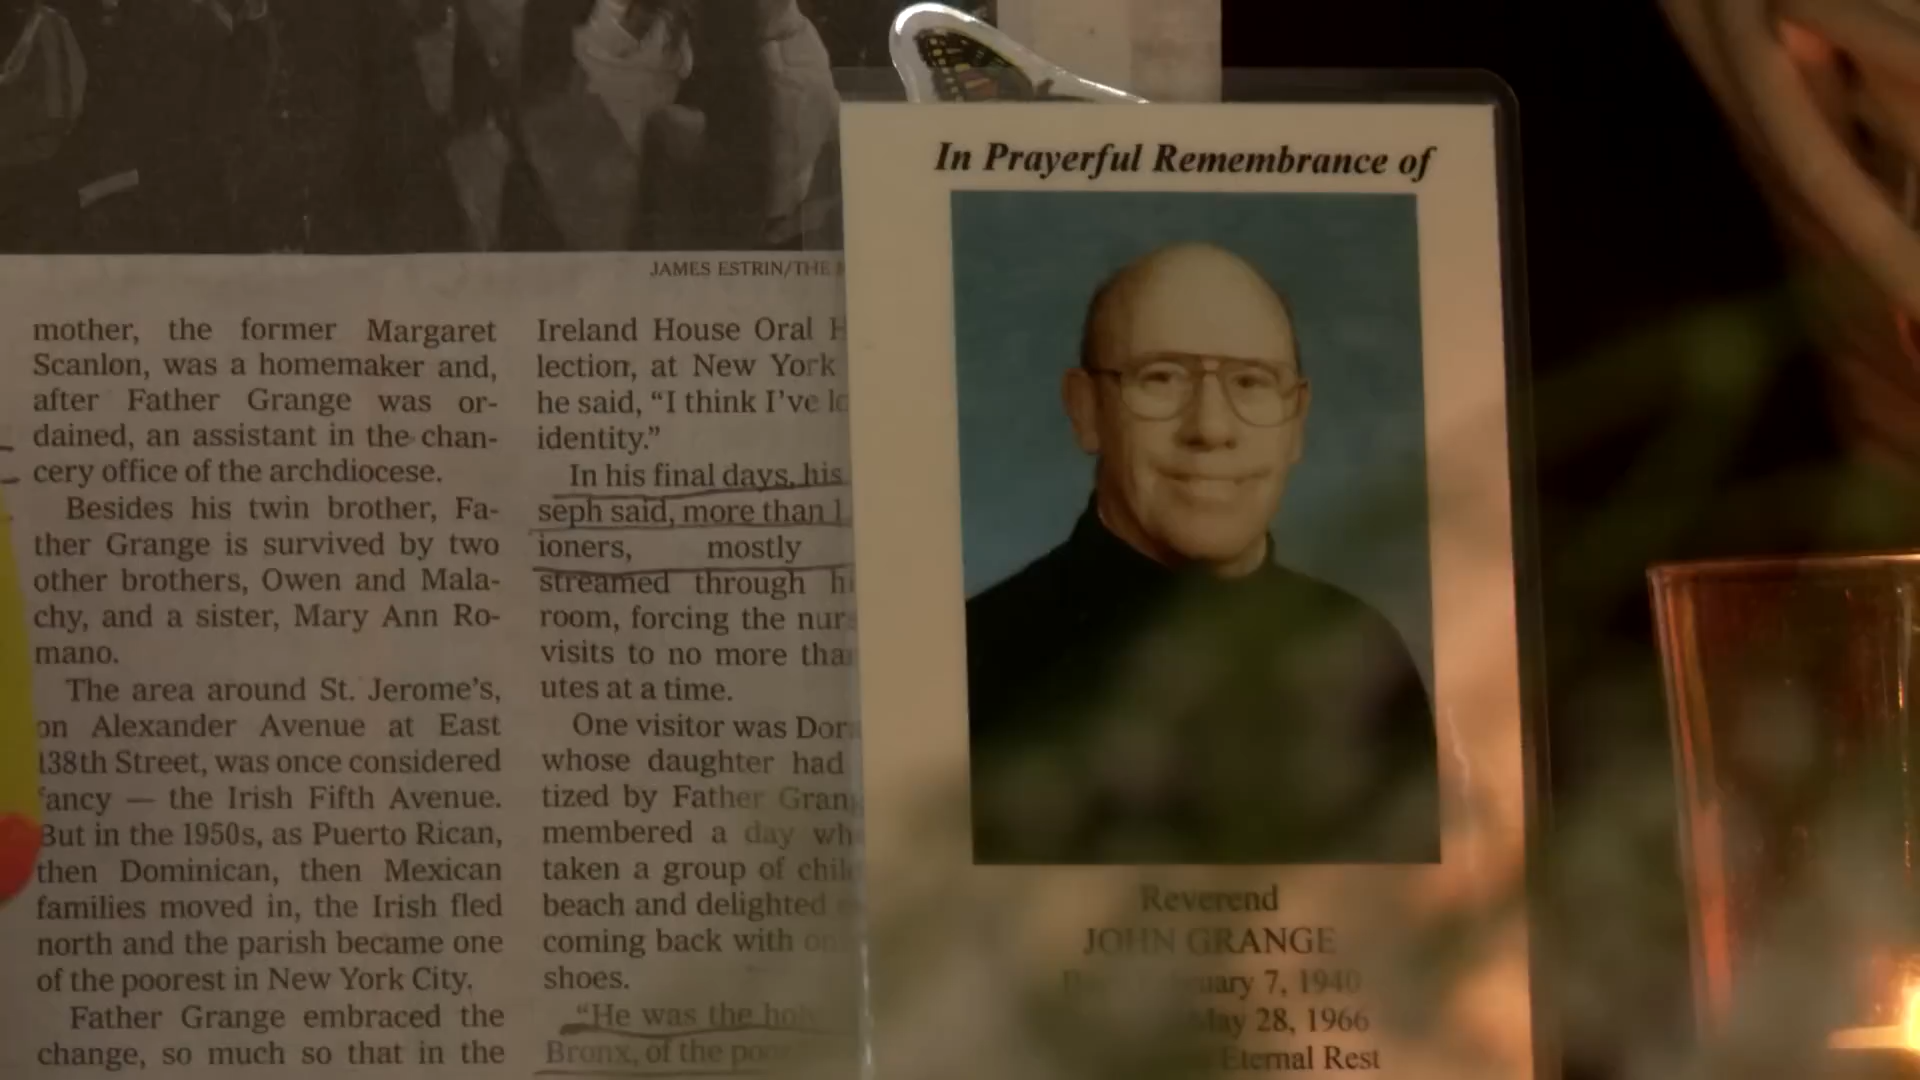 JAMES ESTRIN/THE
mother, the former Margaret
Scanlon, was a homemaker and,
after Father Grange was or-
dained, an assistant in the chan-
cery office of the archdiocese.
Besides his twin brother, Fa-
ther Grange is survived by two
other brothers, Owen and Mala-
chy, and a sister, Mary Ann Ro-
mano.
The area around St. Jerome's,
on Alexander Avenue at East
138th Street, was once considered
fancy — the Irish Fifth Avenue.
But in the 1950s, as Puerto Rican,
then Dominican, then Mexican
families moved in, the Irish fled
north and the parish became one
of the poorest in New York City.
Father Grange embraced the
change, so much so that in the
Ireland House Oral
lection, at New York
he said, “I think I've
identity.”
In his final days, his
seph said, more than
ioners, mostly
streamed through
room, forcing the
visits to no more
utes at a time.
One visitor was
whose daughter had
tized by Father
membered a day
taken a group of
beach and delighted
coming back with
shoes.
“He was the
Bronx, of the
In Prayerful Remembrance of
Reverend
JOHN GRANGE
7, 1940
May 28, 1966
Eternal Rest